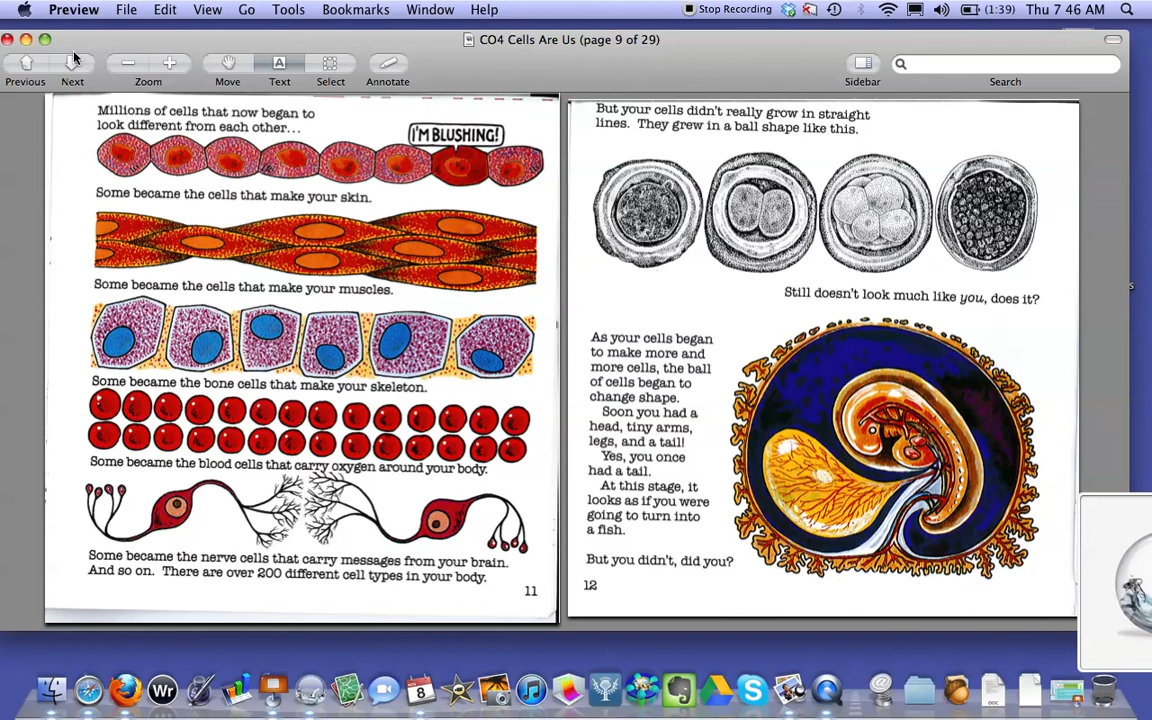 Preview File Edit View Go Tools Bookmarks Window Help Stop Recording (1:39) Thu 7:46 AM
CO4 Cells Are Us (page 9 of 29)
Previous Next Zoom Move Text Select Annotate Sidebar Search
Millions of cells that now began to
look different from each other...
I'M BLUSHING!
Some became the cells that make your skin.
Some became the cells that make your muscles.
Some became the bone cells that make your skeleton.
Some became the blood cells that carry oxygen around your body.
Some became the nerve cells that carry messages from your brain.
And so on. There are over 200 different cell types in your body.
11
But your cells didn't really grow in straight
lines. They grew in a ball shape like this.
Still doesn't look much like you, does it?
As your cells began
to make more and
more cells, the ball
of cells began to
change shape.
Soon you had a
head, tiny arms,
legs, and a tail!
Yes, you once
had a tail.
At this stage, it
looks as if you were
going to turn into
a fish.
But you didn't, did you?
12
Wr
NOV
8
DOC